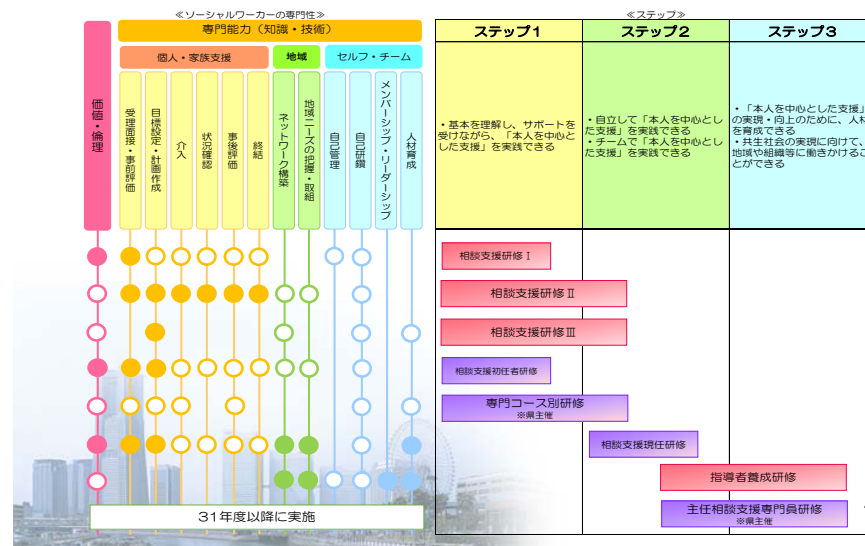 ≪ソーシャルワーカーの専門性≫
専門能力（知識・技術）
個人・家族支援
地域
セルフ・チーム
価値・倫理
受理面接・事前評価
目標設定・計画作成
介入
状況確認
事後評価
終結
ネットワーク構築
地域ニーズの把握・取組
自己管理
自己研鑽
メンバーシップ・リーダーシップ
人材育成
31年度以降に実施
≪ステップ≫
ステップ１
ステップ２
ステップ３
・基本を理解し、サポートを
受けながら、「本人を中心と
した支援」を実践できる
・自立して「本人を中心とし
た支援」を実践できる
・チームで「本人を中心とし
た支援」を実践できる
・「本人を中心とした支援」
の実現・向上のために、人材
を育成できる
・共生社会の実現に向けて、
地域や組織等に働きかけるこ
とができる
相談支援研修Ⅰ
相談支援研修Ⅱ
相談支援研修Ⅲ
相談支援初任者研修
専門コース別研修
※県主催
相談支援現任研修
指導者養成研修
主任相談支援専門員研修
※県主催